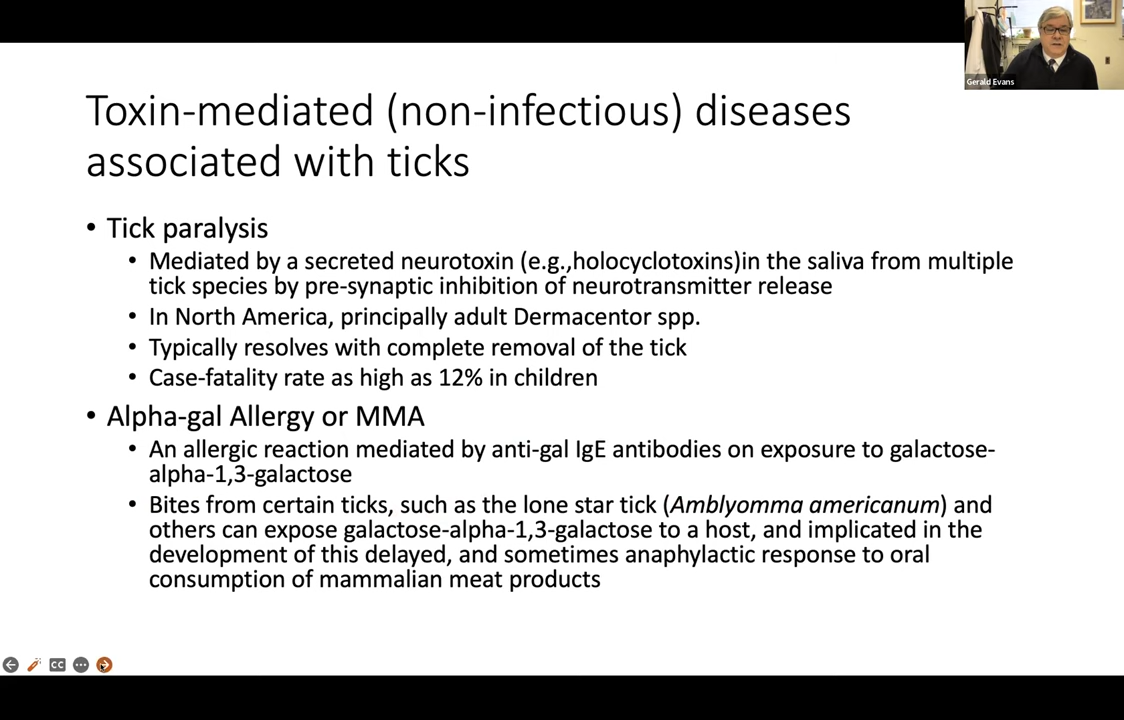 Gerald Evans
Toxin-mediated (non-infectious) diseases
associated with ticks
• Tick paralysis
• Mediated by a secreted neurotoxin (e.g.,holocyclotoxins)in the saliva from multiple
tick species by pre-synaptic inhibition of neurotransmitter release
• In North America, principally adult Dermacentor spp.
• Typically resolves with complete removal of the tick
• Case-fatality rate as high as 12% in children
• Alpha-gal Allergy or MMA
• An allergic reaction mediated by anti-gal IgE antibodies on exposure to galactose-
alpha-1,3-galactose
• Bites from certain ticks, such as the lone star tick (Amblyomma americanum) and
others can expose galactose-alpha-1,3-galactose to a host, and implicated in the
development of this delayed, and sometimes anaphylactic response to oral
consumption of mammalian meat products
CC